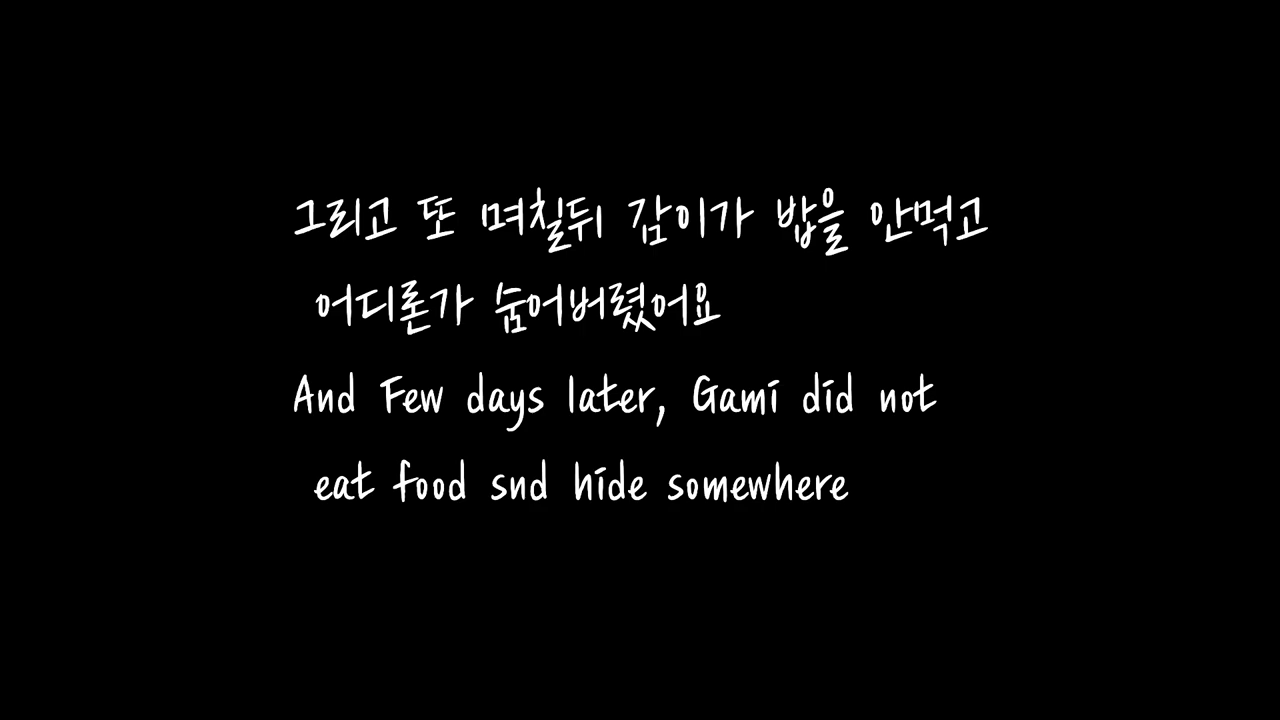 그리고 또 며칠뒤 감이가 밥을 안먹고
어디론가 숨어버렸어요
And Few days later, Gami did not
eat food snd hide somewhere